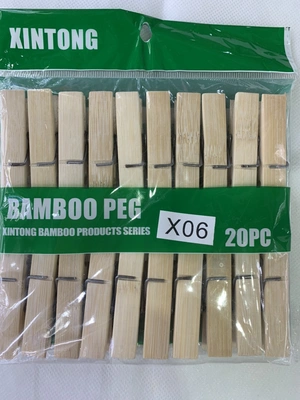 XINTONG
BAMBOO PEG
XINTONG BAMBOO PRODUCTS SERIES
X06
20PC